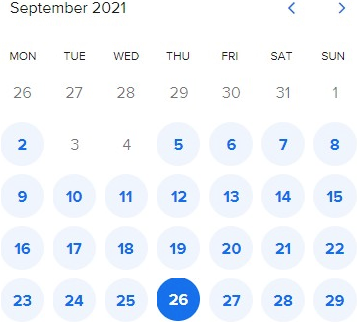 September 2021
MON TUE WED THU FRI SAT SUN
26 27 28 29 30 31 1
2 3 4 5 6 7 8
9 10 11 12 13 14 15
16 17 18 19 20 21 22
23 24 25 26 27 28 29